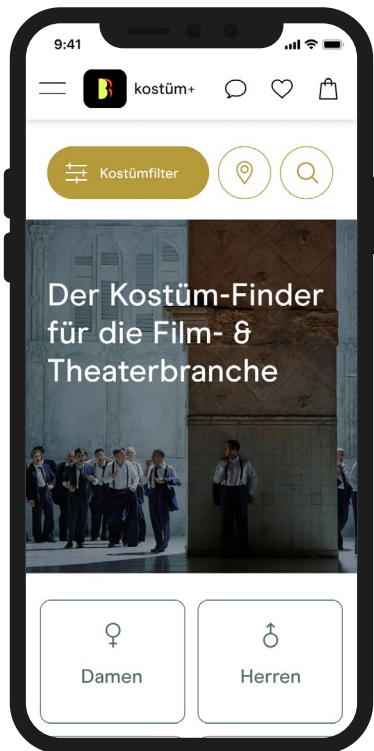 9:41
kostüm+
Kostümfilter
Der Kostüm-Finder
für die Film- &
Theaterbranche
Damen
Herren